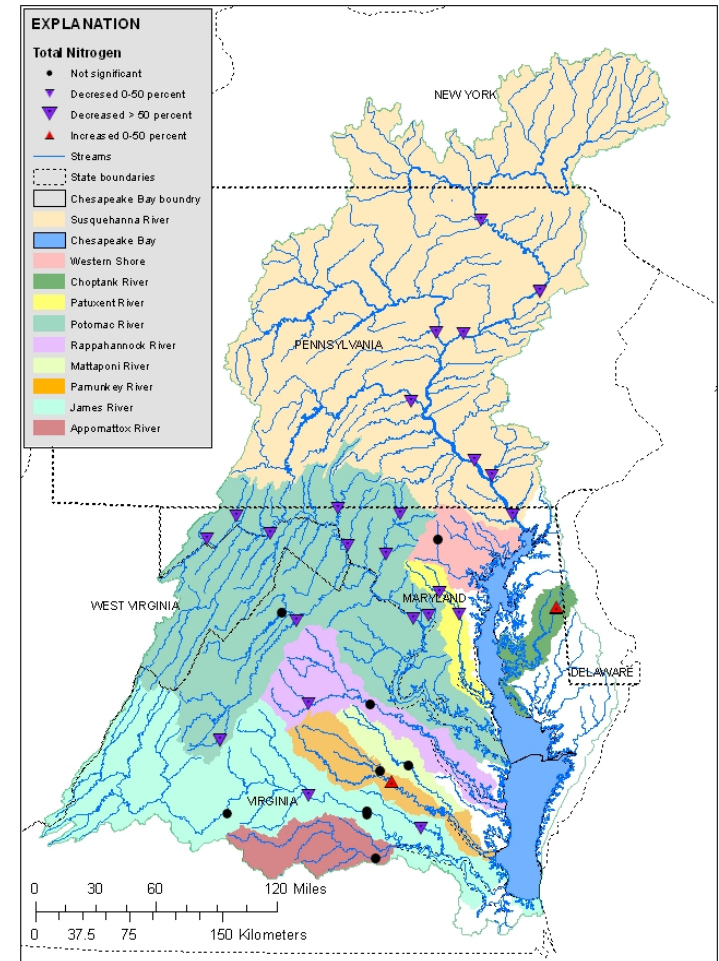 EXPLANATION
Total Nitrogen
Not significant
Decresed 0-50 percent
Decreased > 50 percent
Increased 0-50 percent
Streams
State boundaries
Chesapeake Bay boundry
Susquehanna River
Chesapeake Bay
Western Shore
Choptank River
Patuxent River
Potomac River
Rappahannock River
Mattaponi River
Pamunkey River
James River
Appomattox River
NEW YORK
PENNSYLVANIA
WEST VIRGINIA
MARYLAND
DELAWARE
VIRGINIA
0 30 60 120 Miles
0 37.5 75 150 Kilometers